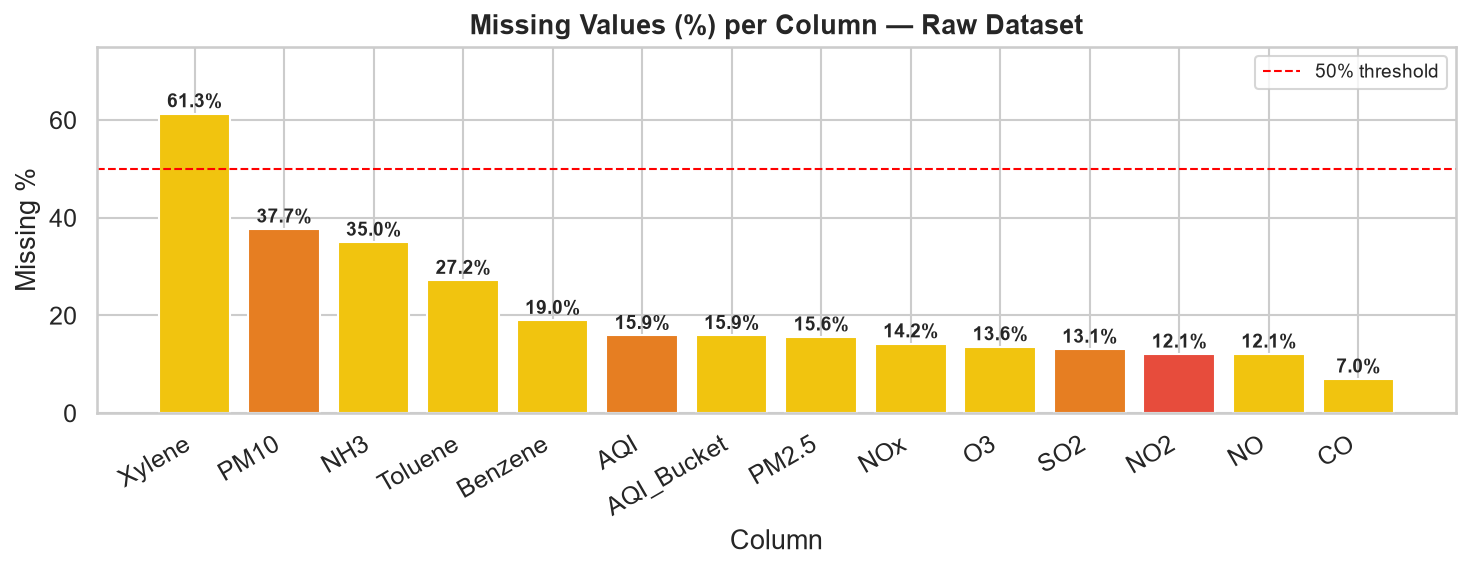 Missing Values (%) per Column — Raw Dataset
50% threshold
Missing %
60
40
20
0
61.3%
37.7%
35.0%
27.2%
19.0%
15.9%
15.9%
15.6%
14.2%
13.6%
13.1%
12.1%
12.1%
7.0%
Xylene
PM10
NH3
Toluene
Benzene
AQI
AQI_Bucket
PM2.5
NOx
O3
SO2
NO2
NO
CO
Column